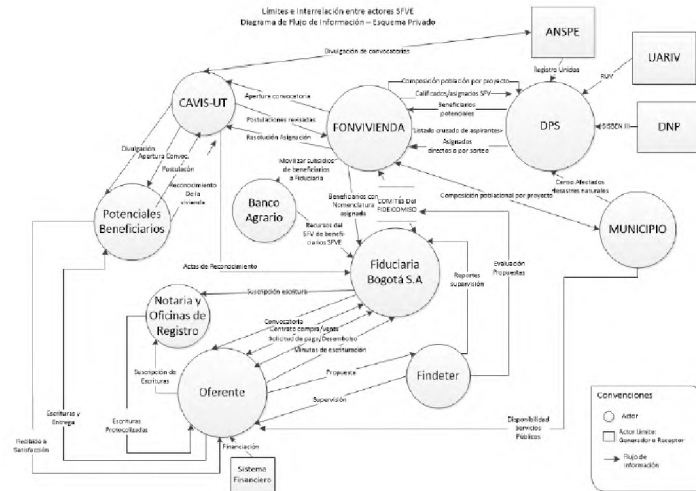 Límites e Interrelación entre actores SFVE
Diagrama de Flujo de Información – Esquema Privado
ANSPE
UARIV
DNP
Divulgación de convocatorias
Registro Unidos
RUV
SISBEN III
CAVIS-UT
Apertura convocatoria
Postulaciones revisadas
Resolución Asignación
FONVIVIENDA
Composición población por proyecto
Calificados/asignados SFV
Beneficiarios
potenciales
Listado cruzado de aspirantes
Asignados
directo o por sorteo
DPS
Divulgación
Apertura Convoc.
Postulación
Reconocimiento
De la
vivienda
Movilizar subsidios
de beneficiarios
a Fiduciaria
Banco
Agrario
Beneficiarios con
Nomenclatura
asignada
COMITÉS DEL
FIDEICOMISO
Composición poblacional por proyecto
Censo Afectados
desastres naturales
MUNICIPIO
Potenciales
Beneficiarios
Recursos del
SFV de benefi-
ciarios SFVE
Actas de Reconocimiento
Fiduciaria
Bogotá S.A
Evaluación
Propuestas
Reportes
supervisión
Suscripción escritura
Notaria y
Oficinas de
Registro
Convocatoria
Contrato compra/venta
Solicitud de pago/Desembolso
Minutas de escrituración
Suscripción de
Escrituras
Oferente
Propuesta
Supervisión
Findeter
Escrituras y
Entrega
Escrituras
Protocolizadas
Recibido a
Satisfacción
Disponibilidad
Servicios
Públicos
Financiación
Sistema
Financiero
Convenciones
Actor
Actor Límite:
Generador o Receptor
Flujo de
Información